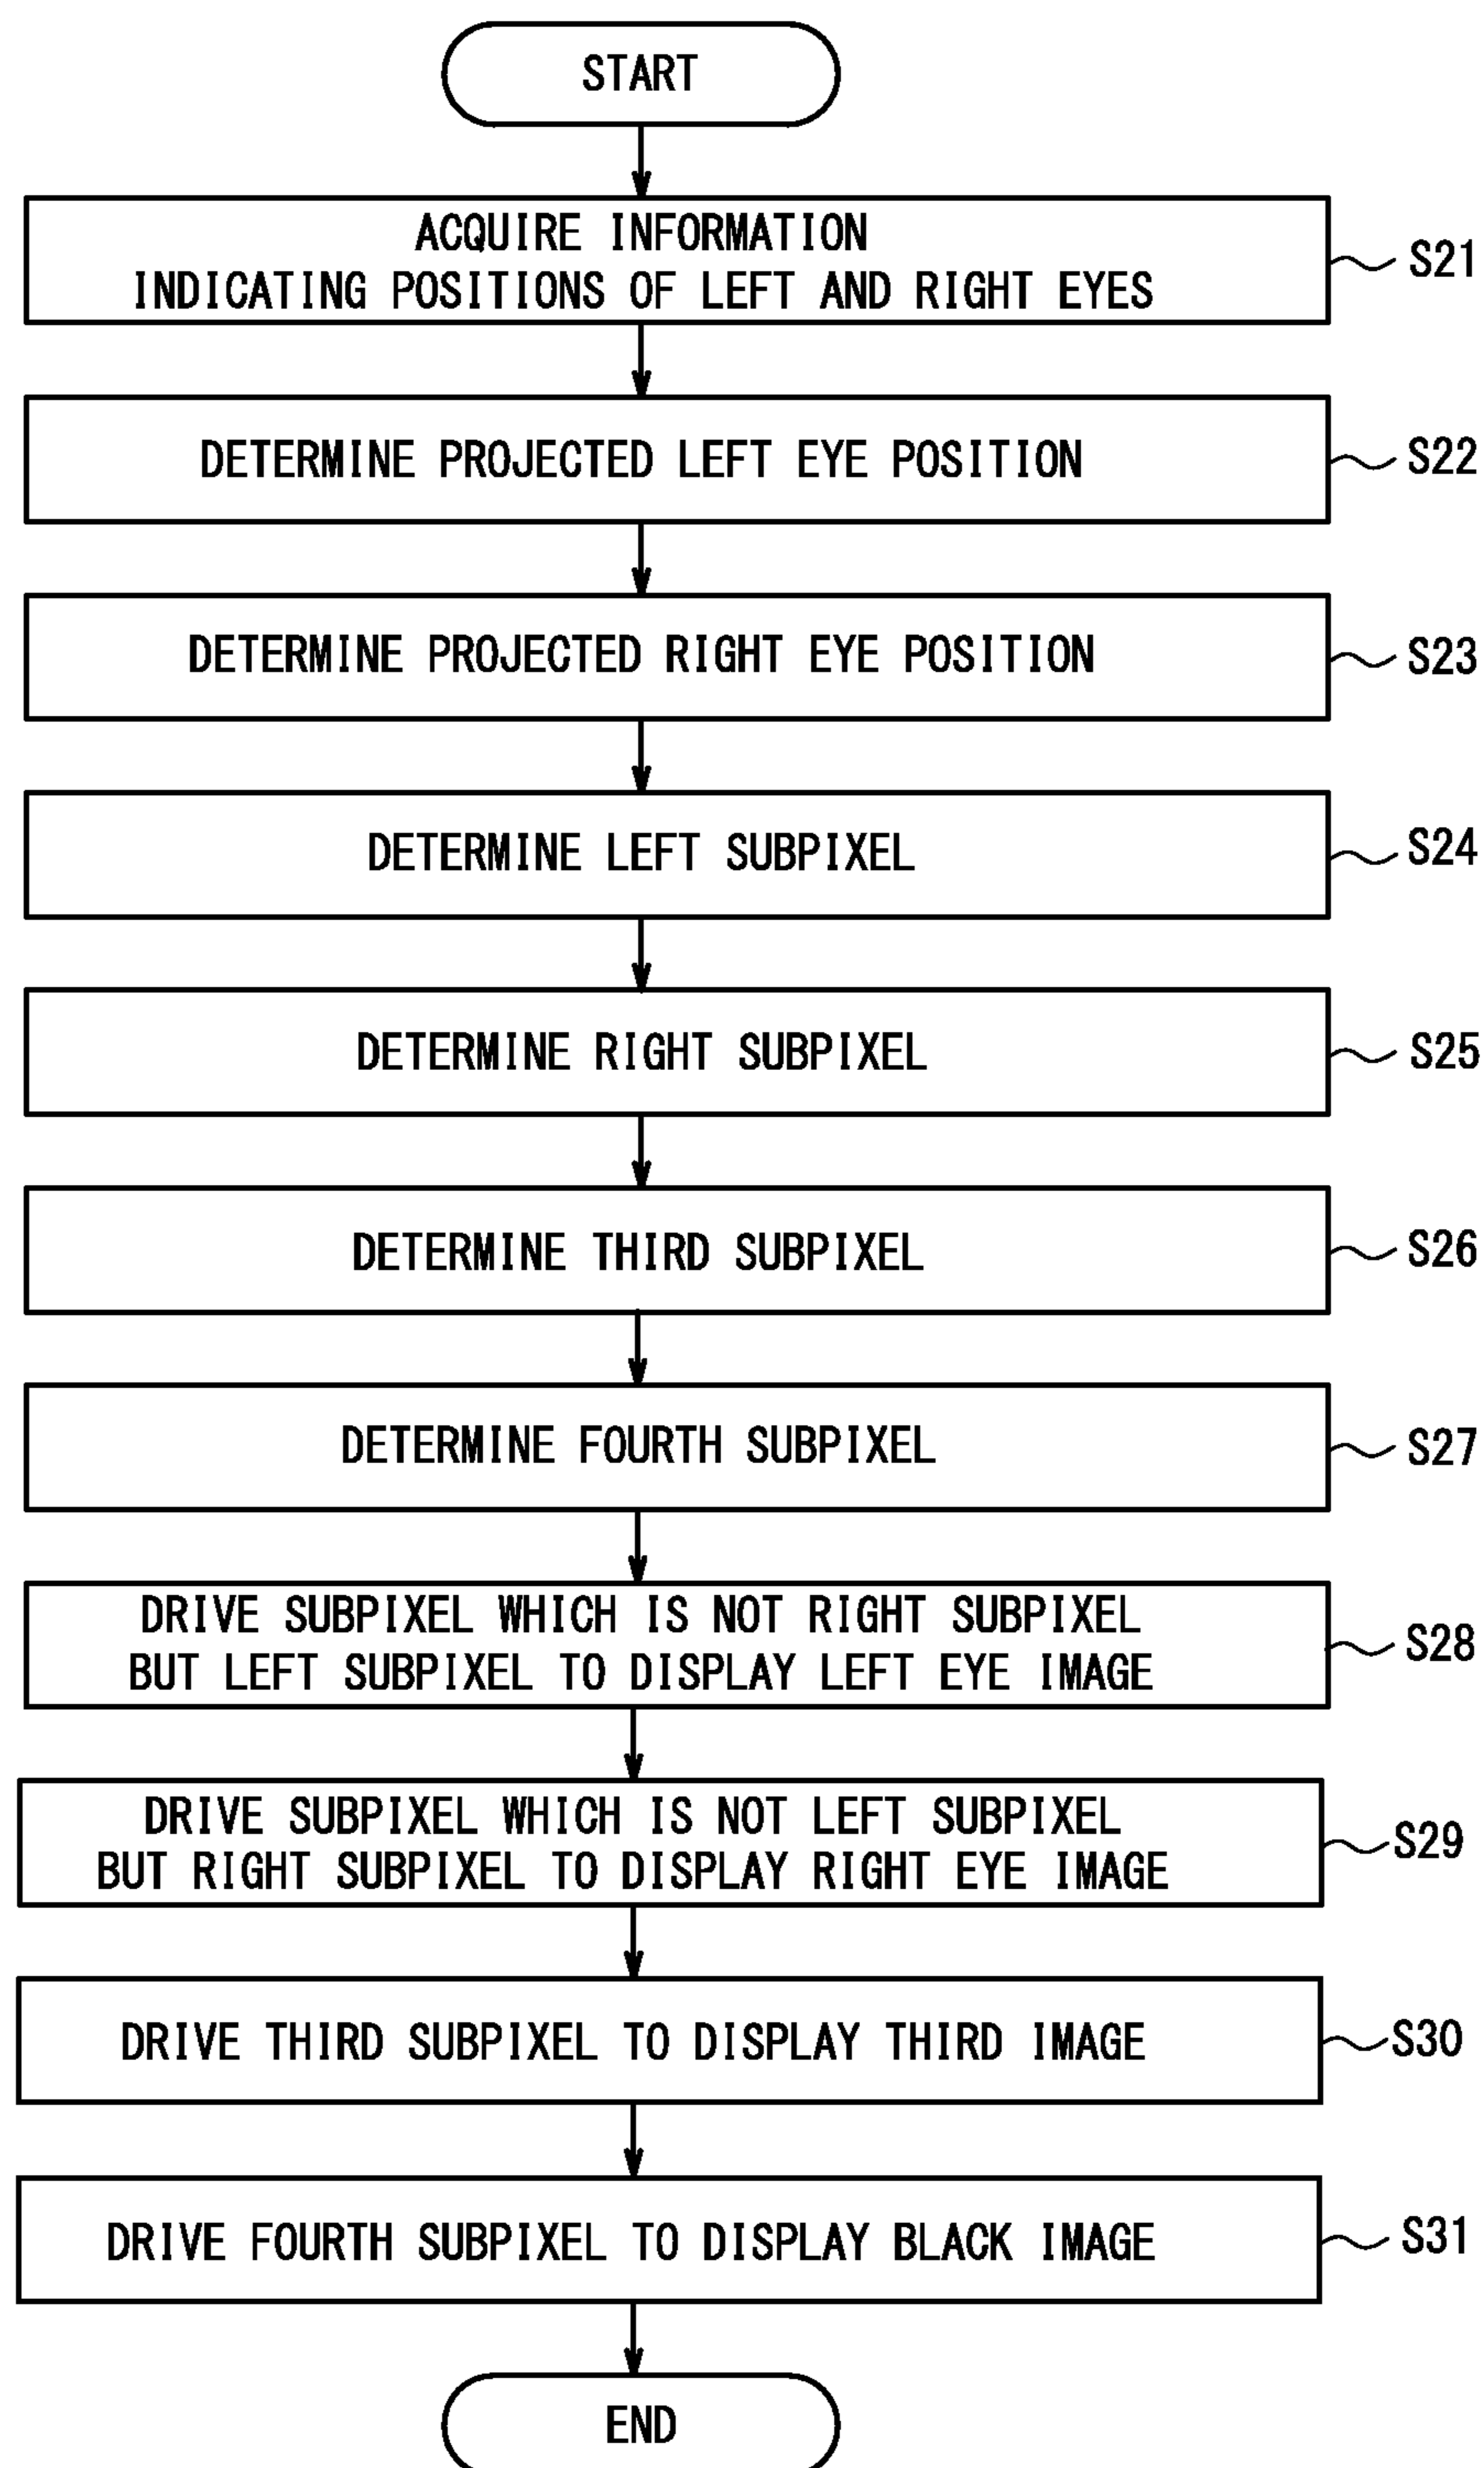 START
ACQUIRE INFORMATION
INDICATING POSITIONS OF LEFT AND RIGHT EYES
S21
DETERMINE PROJECTED LEFT EYE POSITION
S22
DETERMINE PROJECTED RIGHT EYE POSITION
S23
DETERMINE LEFT SUBPIXEL
S24
DETERMINE RIGHT SUBPIXEL
S25
DETERMINE THIRD SUBPIXEL
S26
DETERMINE FOURTH SUBPIXEL
S27
DRIVE SUBPIXEL WHICH IS NOT RIGHT SUBPIXEL
BUT LEFT SUBPIXEL TO DISPLAY LEFT EYE IMAGE
S28
DRIVE SUBPIXEL WHICH IS NOT LEFT SUBPIXEL
BUT RIGHT SUBPIXEL TO DISPLAY RIGHT EYE IMAGE
S29
DRIVE THIRD SUBPIXEL TO DISPLAY THIRD IMAGE
S30
DRIVE FOURTH SUBPIXEL TO DISPLAY BLACK IMAGE
S31
END